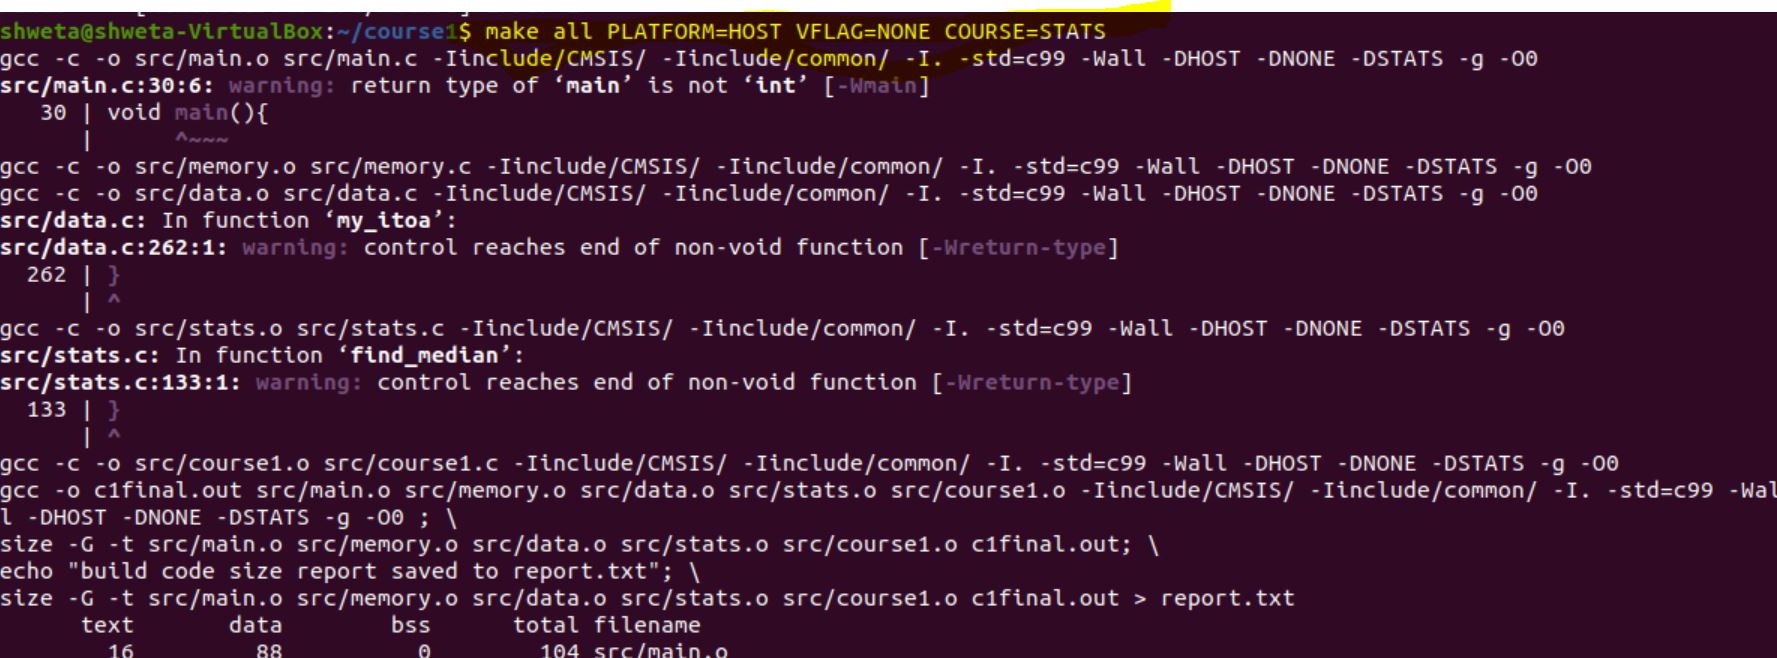 shweta@shweta-VirtualBox:~/course1$ make all PLATFORM=HOST VFLAG=NONE COURSE=STATS
gcc -c -o src/main.o src/main.c -Iinclude/CMSIS/ -Iinclude/common/ -I. -std=c99 -Wall -DHOST -DNONE -DSTATS -g -O0
src/main.c:30:6: warning: return type of ‘main’ is not ‘int’ [-Wmain]
   30 | void main(){
      |      ^~~~
gcc -c -o src/memory.o src/memory.c -Iinclude/CMSIS/ -Iinclude/common/ -I. -std=c99 -Wall -DHOST -DNONE -DSTATS -g -O0
gcc -c -o src/data.o src/data.c -Iinclude/CMSIS/ -Iinclude/common/ -I. -std=c99 -Wall -DHOST -DNONE -DSTATS -g -O0
src/data.c: In function ‘my_itoa’:
src/data.c:262:1: warning: control reaches end of non-void function [-Wreturn-type]
  262 | }
      | ^
gcc -c -o src/stats.o src/stats.c -Iinclude/CMSIS/ -Iinclude/common/ -I. -std=c99 -Wall -DHOST -DNONE -DSTATS -g -O0
src/stats.c: In function ‘find_median’:
src/stats.c:133:1: warning: control reaches end of non-void function [-Wreturn-type]
  133 | }
      | ^
gcc -c -o src/course1.o src/course1.c -Iinclude/CMSIS/ -Iinclude/common/ -I. -std=c99 -Wall -DHOST -DNONE -DSTATS -g -O0
gcc -o c1final.out src/main.o src/memory.o src/data.o src/stats.o src/course1.o -Iinclude/CMSIS/ -Iinclude/common/ -I. -std=c99 -Wal
l -DHOST -DNONE -DSTATS -g -O0 ; \
size -G -t src/main.o src/memory.o src/data.o src/stats.o src/course1.o c1final.out; \
echo "build code size report saved to report.txt"; \
size -G -t src/main.o src/memory.o src/data.o src/stats.o src/course1.o c1final.out > report.txt
      text       data        bss      total filename
        16         88          0        104 src/main.o